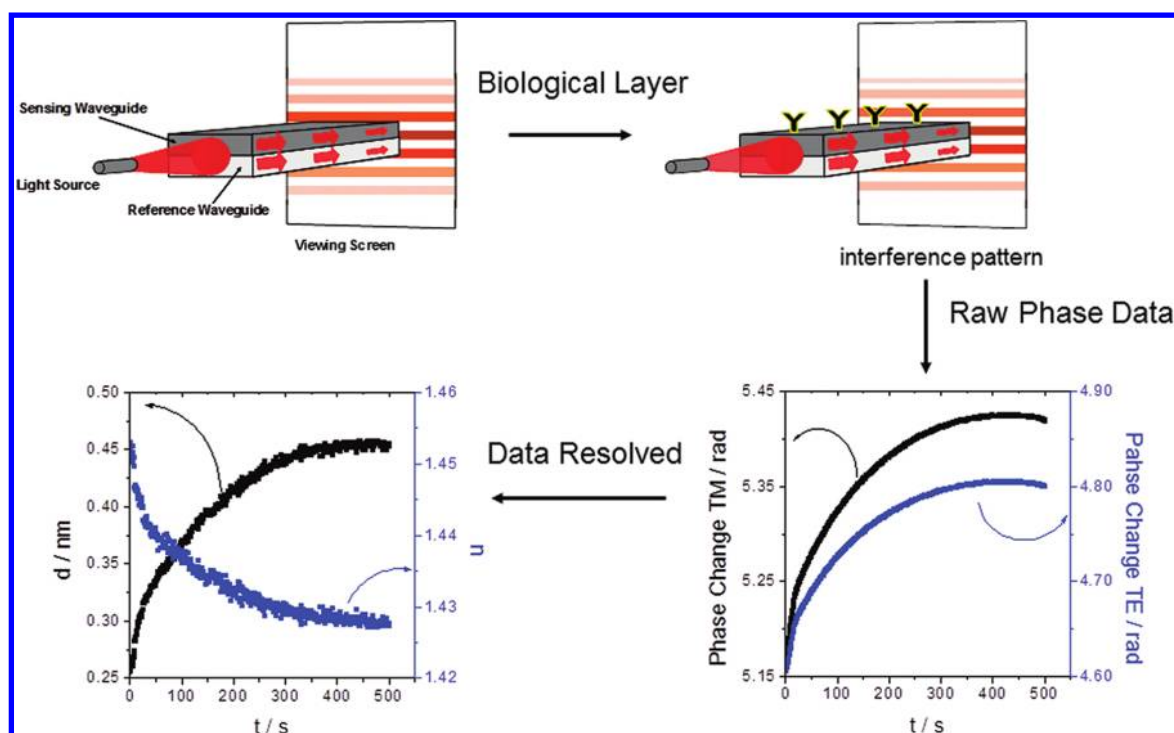 Biological Layer
Sensing Waveguide
Light Source
Reference Waveguide
Viewing Screen
Y Y Y Y
interference pattern
Raw Phase Data
Data Resolved
0.50
0.45
0.40
0.35
0.30
0.25
d / nm
1.46
1.45
1.44
1.43
1.42
n
0 100 200 300 400 500
t / s
5.45
5.35
5.25
5.15
Phase Change TM / rad
4.90
4.80
4.70
4.60
Pahse Change TE / rad
0 100 200 300 400 500
t / s